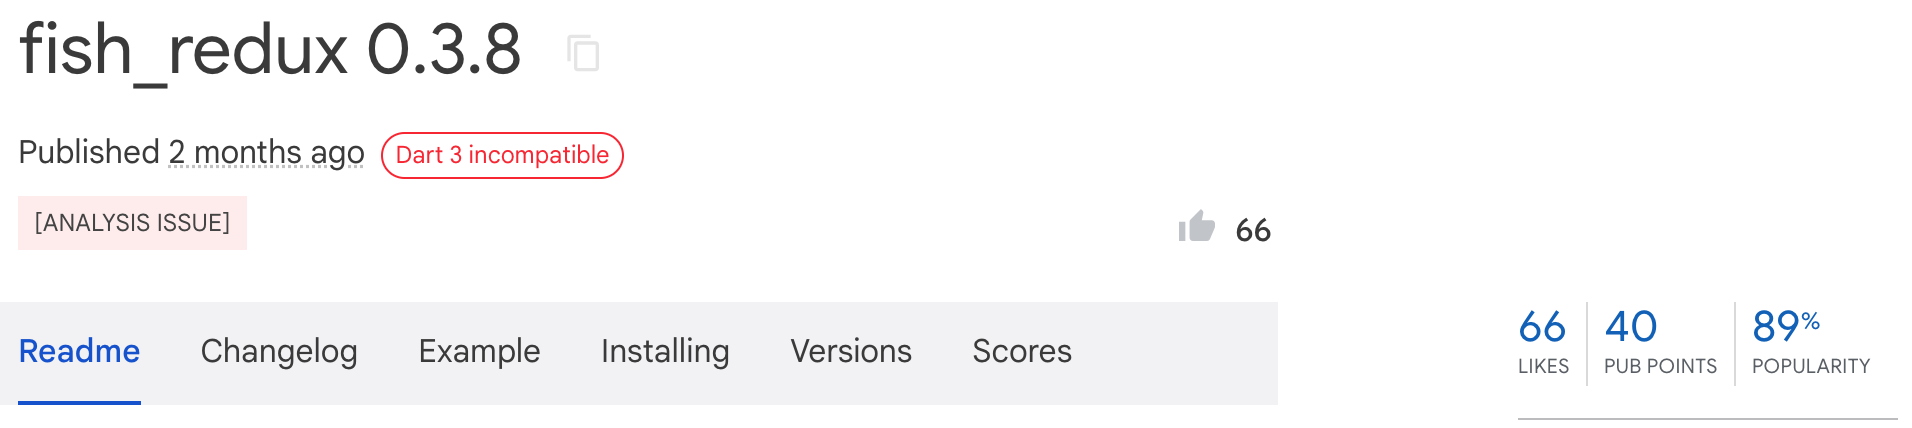 fish_redux 0.3.8
Published 2 months ago Dart 3 incompatible
[ANALYSIS ISSUE]
66
Readme Changelog Example Installing Versions Scores
66 LIKES
40 PUB POINTS
89% POPULARITY